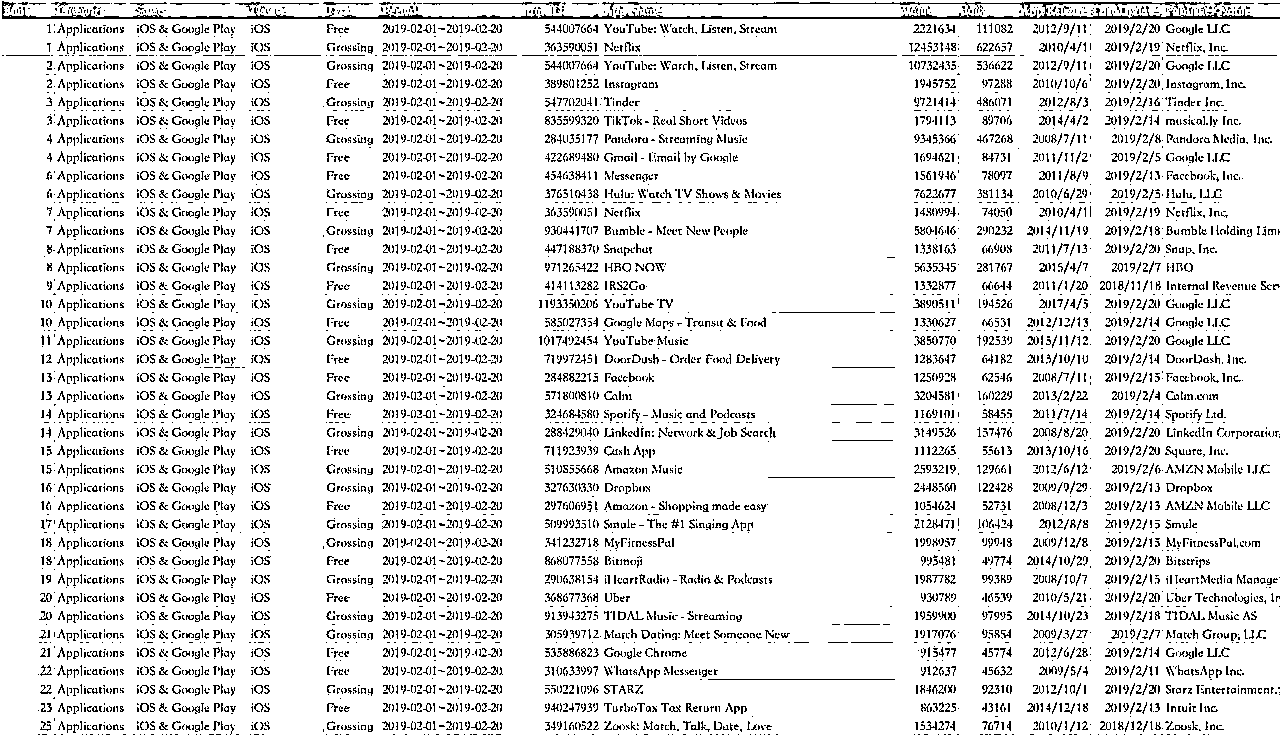 1 Applications iOS & Google Play iOS Free 2019-02-01~2019-02-20 544007664 YouTube: Watch, Listen, Stream 2221634 111082 2012/9/11 2019/2/20 Google LLC
1 Applications iOS & Google Play iOS Grossing 2019-02-01~2019-02-20 363590051 Netflix 12453148 622657 2010/4/1 2019/2/19 Netflix, Inc.
2 Applications iOS & Google Play iOS Grossing 2019-02-01~2019-02-20 544007664 YouTube: Watch, Listen, Stream 10732435 536622 2012/9/11 2019/2/20 Google LLC
2 Applications iOS & Google Play iOS Free 2019-02-01~2019-02-20 389801252 Instagram 1945752 97288 2010/10/6 2019/2/20 Instagram, Inc.
3 Applications iOS & Google Play iOS Grossing 2019-02-01~2019-02-20 547702041 Tinder 9721414 486071 2012/8/3 2019/2/16 Tinder Inc.
3 Applications iOS & Google Play iOS Free 2019-02-01~2019-02-20 835599320 TikTok - Real Short Videos 1794113 89706 2014/4/2 2019/2/14 musical.ly Inc.
4 Applications iOS & Google Play iOS Grossing 2019-02-01~2019-02-20 284035177 Pandora - Streaming Music 9345366 467268 2008/7/11 2019/2/8 Pandora Media, Inc.
4 Applications iOS & Google Play iOS Free 2019-02-01~2019-02-20 422689480 Gmail - Email by Google 1694621 84731 2011/11/2 2019/2/5 Google LLC
6 Applications iOS & Google Play iOS Free 2019-02-01~2019-02-20 454638411 Messenger 1561946 78097 2011/8/9 2019/2/13 Facebook, Inc.
6 Applications iOS & Google Play iOS Grossing 2019-02-01~2019-02-20 376510438 Hulu: Watch TV Shows & Movies 7622677 381134 2010/6/29 2019/2/5 Hulu, LLC
7 Applications iOS & Google Play iOS Free 2019-02-01~2019-02-20 363590051 Netflix 1480994 74050 2010/4/1 2019/2/19 Netflix, Inc.
7 Applications iOS & Google Play iOS Grossing 2019-02-01~2019-02-20 930441707 Bumble - Meet New People 5804646 290232 2014/11/19 2019/2/18 Bumble Holding Lim
8 Applications iOS & Google Play iOS Free 2019-02-01~2019-02-20 447188370 Snapchat 1338163 66908 2011/7/13 2019/2/20 Snap, Inc.
8 Applications iOS & Google Play iOS Grossing 2019-02-01~2019-02-20 971265422 HBO NOW 5635345 281767 2015/4/7 2019/2/7 HBO
9 Applications iOS & Google Play iOS Free 2019-02-01~2019-02-20 414113282 IRS2Go 1332877 66644 2011/1/20 2018/11/18 Internal Revenue Ser
10 Applications iOS & Google Play iOS Grossing 2019-02-01~2019-02-20 1193350206 YouTube TV 3890511 194526 2017/4/5 2019/2/20 Google LLC
10 Applications iOS & Google Play iOS Free 2019-02-01~2019-02-20 585027354 Google Maps - Transit & Food 1330627 66531 2012/12/13 2019/2/14 Google LLC
11 Applications iOS & Google Play iOS Grossing 2019-02-01~2019-02-20 1017492454 YouTube Music 3850770 192539 2015/11/12 2019/2/20 Google LLC
12 Applications iOS & Google Play iOS Free 2019-02-01~2019-02-20 719972451 DoorDash - Order Food Delivery 1283647 64182 2013/10/10 2019/2/14 DoorDash, Inc.
13 Applications iOS & Google Play iOS Free 2019-02-01~2019-02-20 284882215 Facebook 1250928 62546 2008/7/11 2019/2/15 Facebook, Inc.
13 Applications iOS & Google Play iOS Grossing 2019-02-01~2019-02-20 571800810 Calm 3204581 160229 2013/2/22 2019/2/4 Calm.com
14 Applications iOS & Google Play iOS Free 2019-02-01~2019-02-20 324684580 Spotify - Music and Podcasts 1169101 58455 2011/7/14 2019/2/14 Spotify Ltd.
14 Applications iOS & Google Play iOS Grossing 2019-02-01~2019-02-20 288429040 LinkedIn: Network & Job Search 3149526 157476 2008/8/20 2019/2/20 LinkedIn Corporation
15 Applications iOS & Google Play iOS Free 2019-02-01~2019-02-20 711923939 Cash App 1112265 55613 2013/10/16 2019/2/20 Square, Inc.
15 Applications iOS & Google Play iOS Grossing 2019-02-01~2019-02-20 510855668 Amazon Music 2593219 129661 2012/6/12 2019/2/6 AMZN Mobile LLC
16 Applications iOS & Google Play iOS Grossing 2019-02-01~2019-02-20 327630330 Dropbox 2448560 122428 2009/9/29 2019/2/13 Dropbox
16 Applications iOS & Google Play iOS Free 2019-02-01~2019-02-20 297606951 Amazon - Shopping made easy 1054624 52731 2008/12/3 2019/2/13 AMZN Mobile LLC
17 Applications iOS & Google Play iOS Grossing 2019-02-01~2019-02-20 509993510 Smule - The #1 Singing App 2128471 106424 2012/8/8 2019/2/15 Smule
18 Applications iOS & Google Play iOS Grossing 2019-02-01~2019-02-20 341232718 MyFitnessPal 1998957 99948 2009/12/8 2019/2/15 MyFitnessPal.com
18 Applications iOS & Google Play iOS Free 2019-02-01~2019-02-20 868077558 Bitmoji 995481 49774 2014/10/29 2019/2/20 Bitstrips
19 Applications iOS & Google Play iOS Grossing 2019-02-01~2019-02-20 290638154 iHeartRadio - Radio & Podcasts 1987782 99389 2008/10/7 2019/2/15 iHeartMedia Manage
20 Applications iOS & Google Play iOS Free 2019-02-01~2019-02-20 368677368 Uber 930789 46539 2010/5/21 2019/2/20 Uber Technologies, In
20 Applications iOS & Google Play iOS Grossing 2019-02-01~2019-02-20 913943275 TIDAL Music - Streaming 1959900 97995 2014/10/23 2019/2/18 TIDAL Music AS
21 Applications iOS & Google Play iOS Grossing 2019-02-01~2019-02-20 305939712 Match Dating: Meet Someone New 1917076 95854 2009/3/27 2019/2/7 Match Group, LLC
21 Applications iOS & Google Play iOS Free 2019-02-01~2019-02-20 535886823 Google Chrome 915477 45774 2012/6/28 2019/2/14 Google LLC
22 Applications iOS & Google Play iOS Free 2019-02-01~2019-02-20 310633997 WhatsApp Messenger 912637 45632 2009/5/4 2019/2/11 WhatsApp Inc.
22 Applications iOS & Google Play iOS Grossing 2019-02-01~2019-02-20 550221096 STARZ 1846200 92310 2012/10/1 2019/2/20 Starz Entertainment,
23 Applications iOS & Google Play iOS Free 2019-02-01~2019-02-20 940247939 TurboTax Tax Return App 863225 43161 2014/12/18 2019/2/13 Intuit Inc.
25 Applications iOS & Google Play iOS Grossing 2019-02-01~2019-02-20 349160522 Zoosk: Match, Talk, Date, Love 1534274 76714 2010/1/12 2018/12/18 Zoosk, Inc.